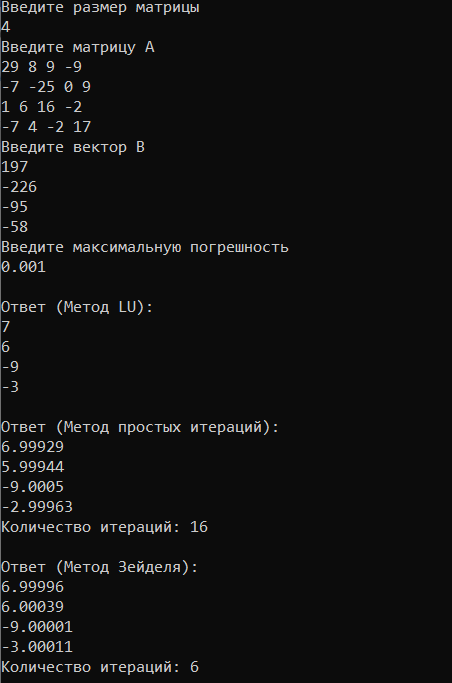 Введите размер матрицы
4
Введите матрицу A
29 8 9 -9
-7 -25 0 9
1 6 16 -2
-7 4 -2 17
Введите вектор B
197
-226
-95
-58
Введите максимальную погрешность
0.001
Ответ (Метод LU):
7
6
-9
-3
Ответ (Метод простых итераций):
6.99929
5.99944
-9.0005
-2.99963
Количество итераций: 16
Ответ (Метод Зейделя):
6.99996
6.00039
-9.00001
-3.00011
Количество итераций: 6